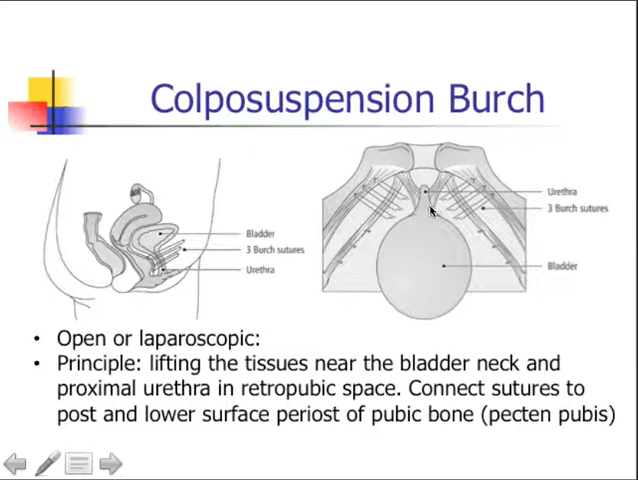 Colposuspension Burch
Bladder
3 Burch sutures
Urethra
Urethra
3 Burch sutures
Bladder
• Open or laparoscopic:
• Principle: lifting the tissues near the bladder neck and
proximal urethra in retropubic space. Connect sutures to
post and lower surface periost of pubic bone (pecten pubis)